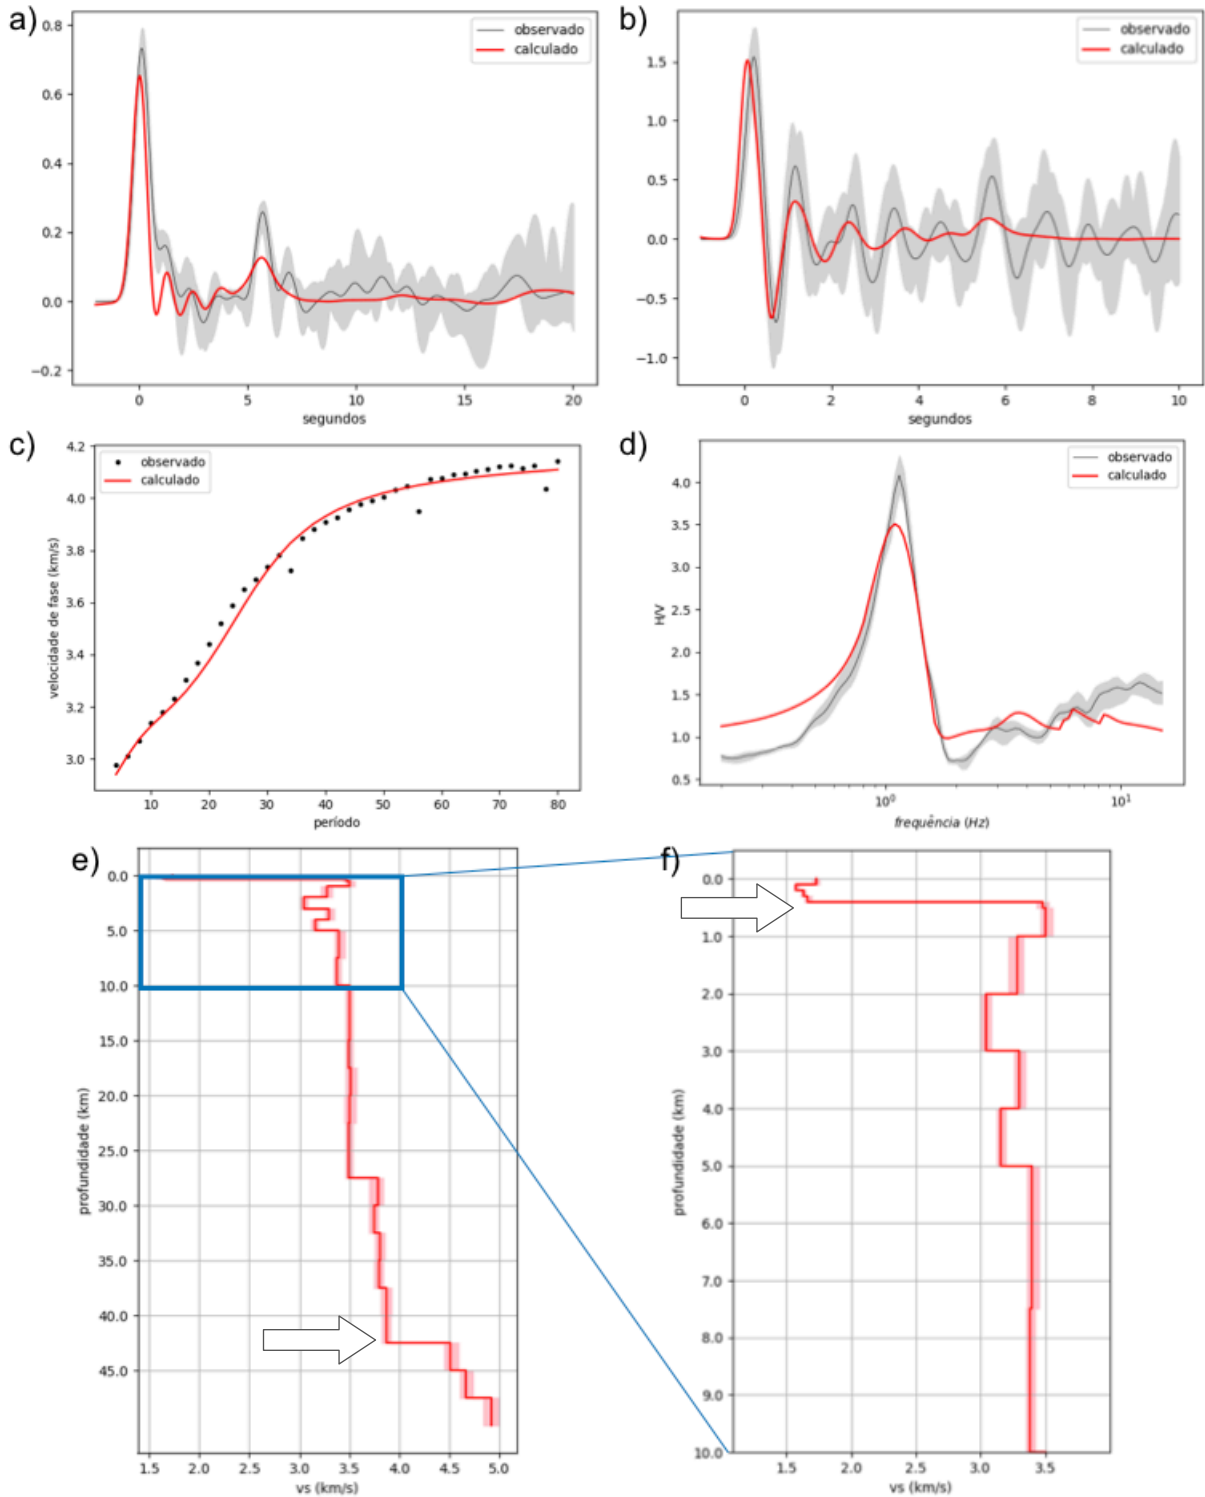 a)
observado
calculado
0.8
0.6
0.4
0.2
0.0
−0.2
0
5
10
15
20
segundos
b)
observado
calculado
1.5
1.0
0.5
0.0
−0.5
−1.0
0
2
4
6
8
10
segundos
c)
observado
calculado
4.2
4.0
3.8
3.6
3.4
3.2
3.0
velocidade de fase (km/s)
10 20 30 40 50 60 70 80
período
d)
observado
calculado
4.0
3.5
3.0
2.5
2.0
1.5
1.0
0.5
H/V
10⁰
10¹
frequência (Hz)
e)
0.0
5.0
10.0
15.0
20.0
25.0
30.0
35.0
40.0
45.0
profundidade (km)
1.5 2.0 2.5 3.0 3.5 4.0 4.5 5.0
vs (km/s)
f)
0.0
1.0
2.0
3.0
4.0
5.0
6.0
7.0
8.0
9.0
10.0
profundidade (km)
1.5 2.0 2.5 3.0 3.5
vs (km/s)